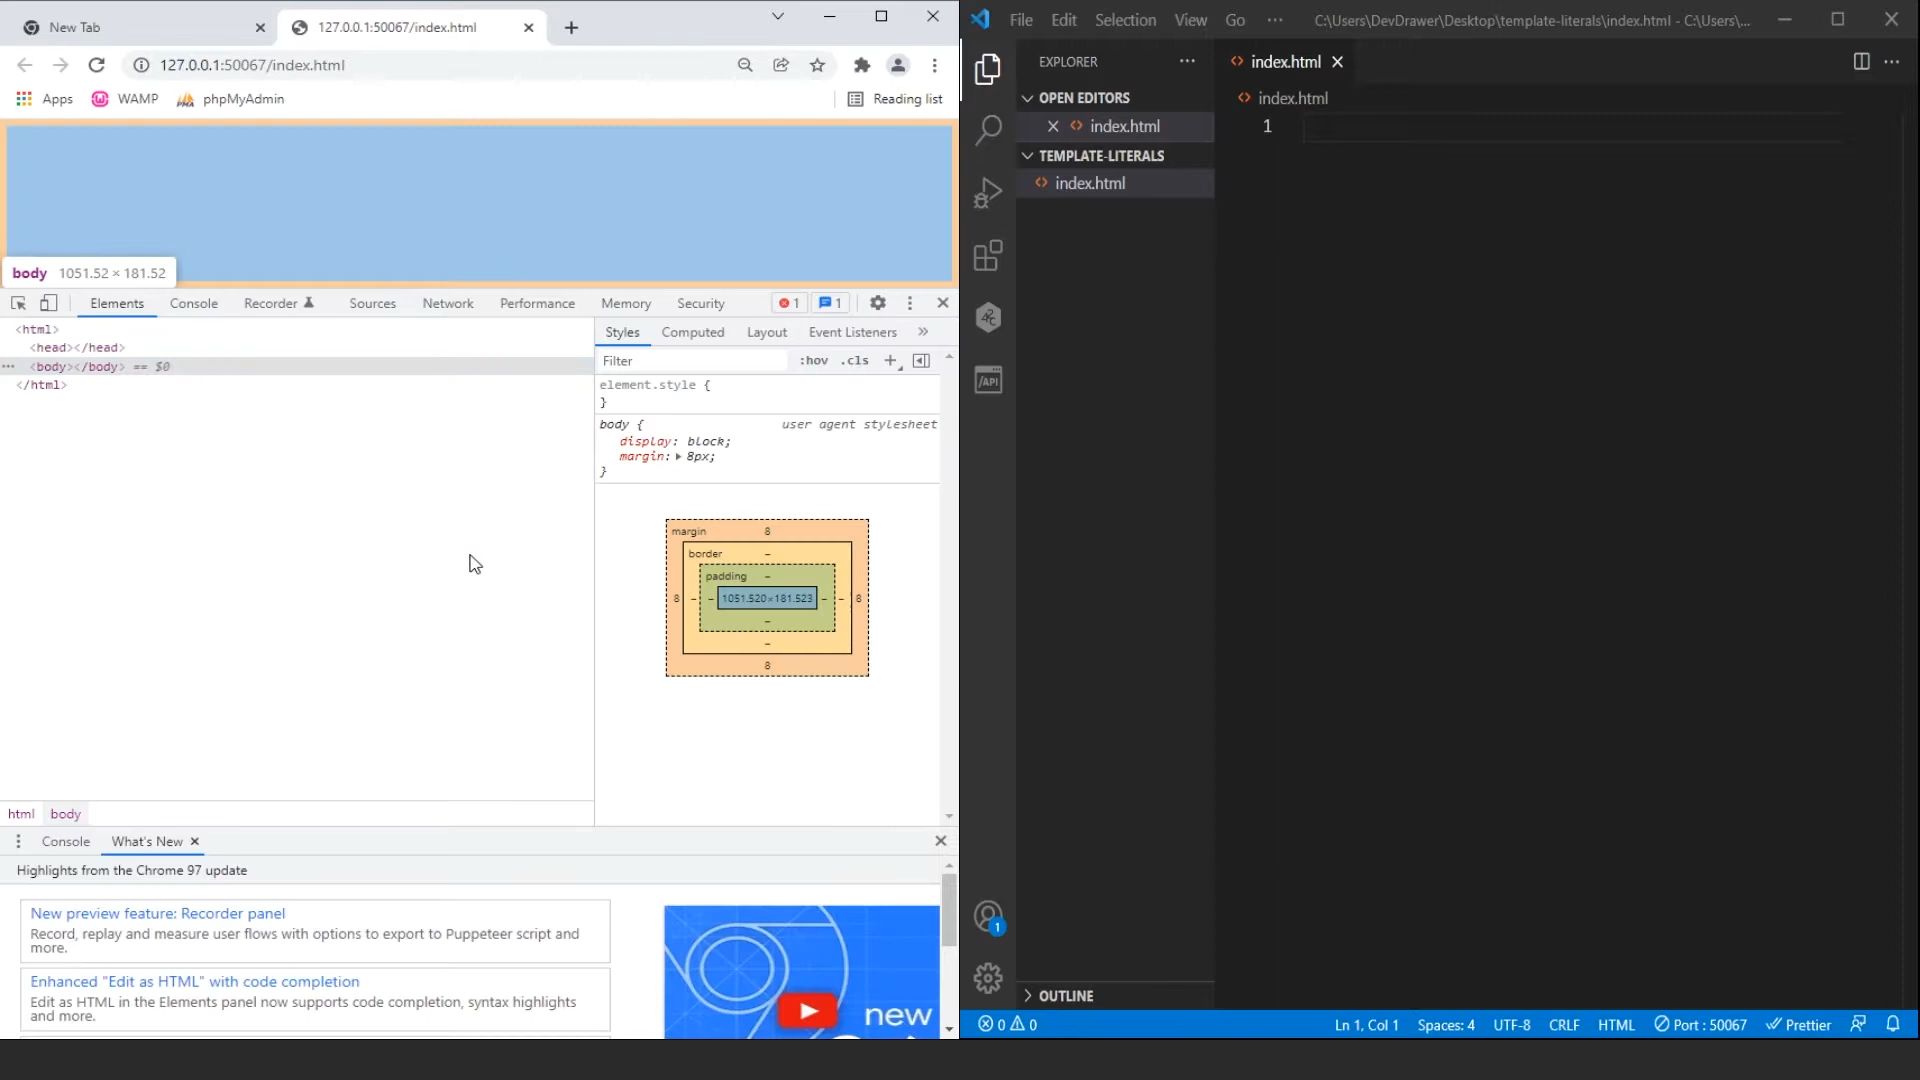 New Tab
127.0.0.1:50067/index.html
127.0.0.1:50067/index.html
Apps WAMP phpMyAdmin Reading list
body 1051.52 × 181.52
Elements Console Recorder Sources Network Performance Memory Security 1 1
<html>
<head></head>
··· <body></body> == $0
</html>
html body
Styles Computed Layout Event Listeners »
Filter :hov .cls +
element.style {
}
body { user agent stylesheet
display: block;
margin: 8px;
}
margin 8
border –
padding –
8 – – 1051.520×181.523 – – 8
–
–
8
Console What's New
Highlights from the Chrome 97 update
New preview feature: Recorder panel
Record, replay and measure user flows with options to export to Puppeteer script and
more.
Enhanced "Edit as HTML" with code completion
Edit as HTML in the Elements panel now supports code completion, syntax highlights
and more.
new
File Edit Selection View Go ··· C:\Users\DevDrawer\Desktop\template-literals\index.html - C:\Users\...
EXPLORER ···
OPEN EDITORS
index.html
TEMPLATE-LITERALS
index.html
/API
1
OUTLINE
index.html
index.html
1
0 0 Ln 1, Col 1 Spaces: 4 UTF-8 CRLF HTML Port : 50067 Prettier